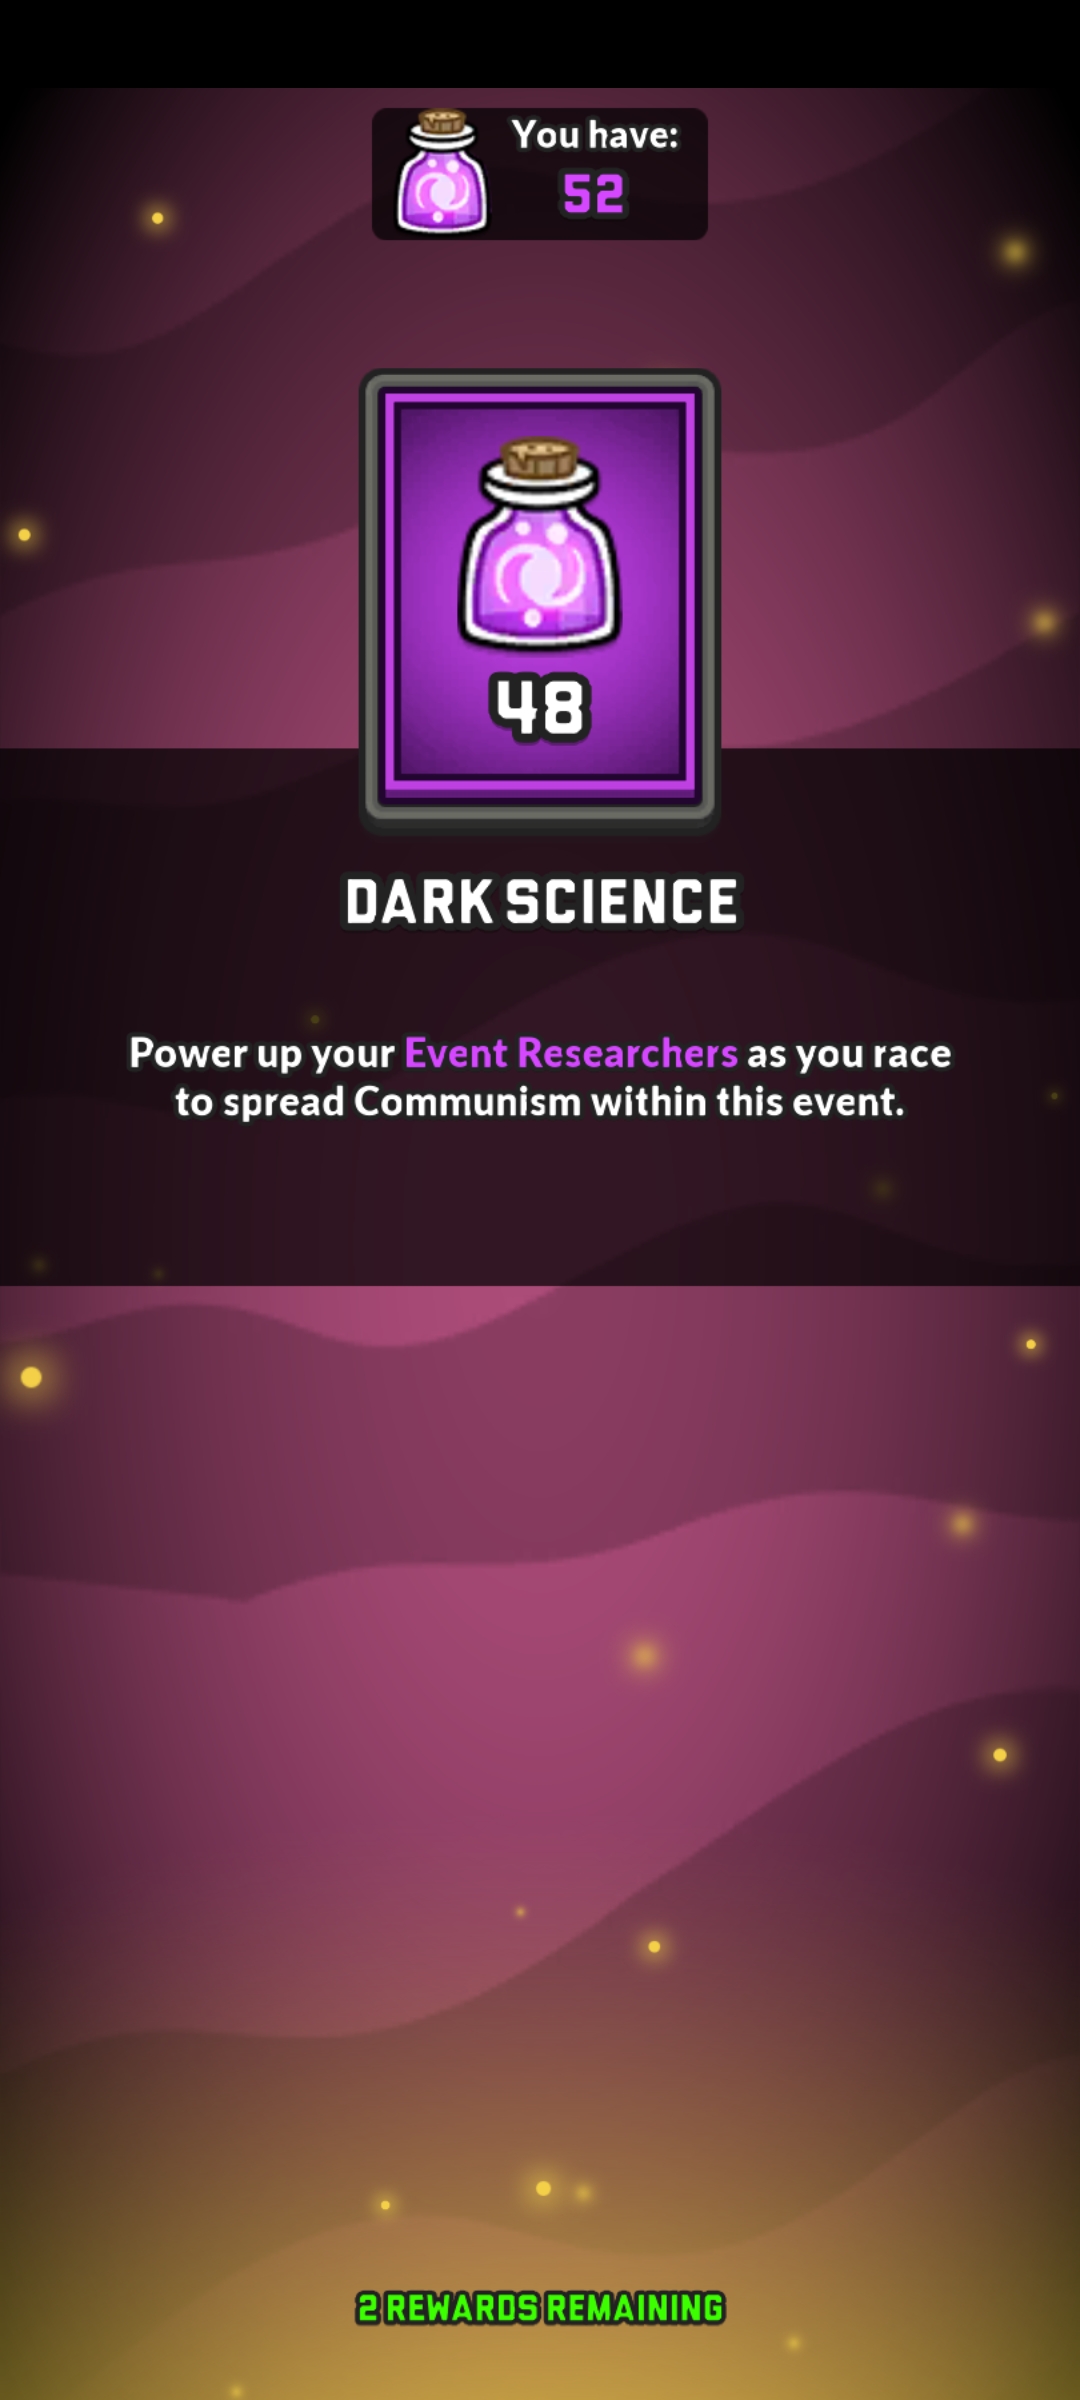 You have:
52
48
DARK SCIENCE
Power up your Event Researchers as you race
to spread Communism within this event.
2 REWARDS REMAINING